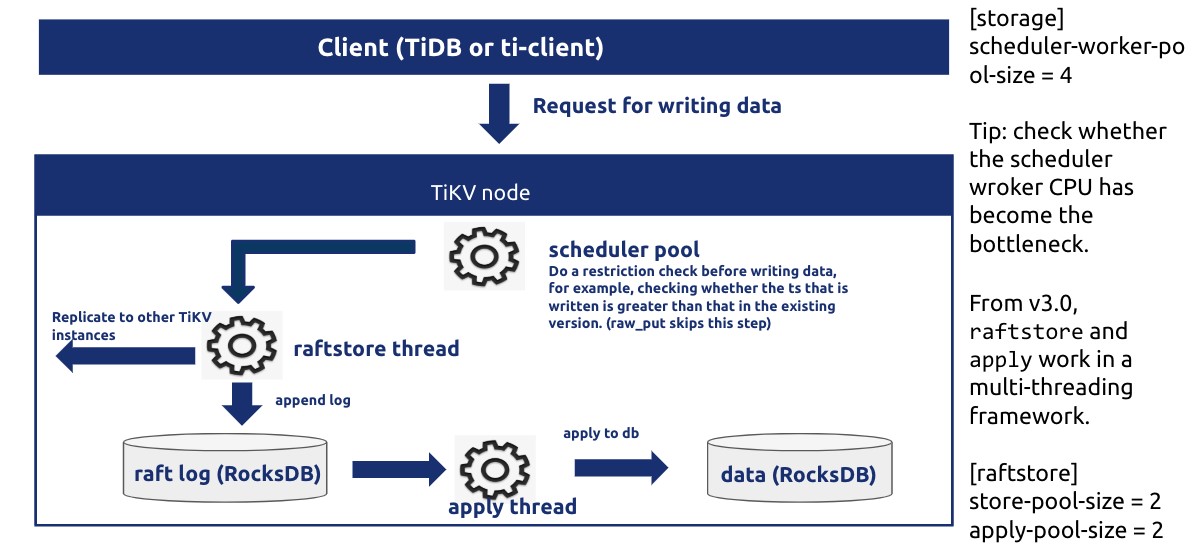 Client (TiDB or ti-client)
Request for writing data
TiKV node
scheduler pool
Do a restriction check before writing data,
for example, checking whether the ts that is
written is greater than that in the existing
version. (raw_put skips this step)
Replicate to other TiKV
instances
raftstore thread
append log
raft log (RocksDB)
apply thread
apply to db
data (RocksDB)
[storage]
scheduler-worker-po
ol-size = 4
Tip: check whether
the scheduler
wroker CPU has
become the
bottleneck.
From v3.0,
raftstore and
apply work in a
multi-threading
framework.
[raftstore]
store-pool-size = 2
apply-pool-size = 2